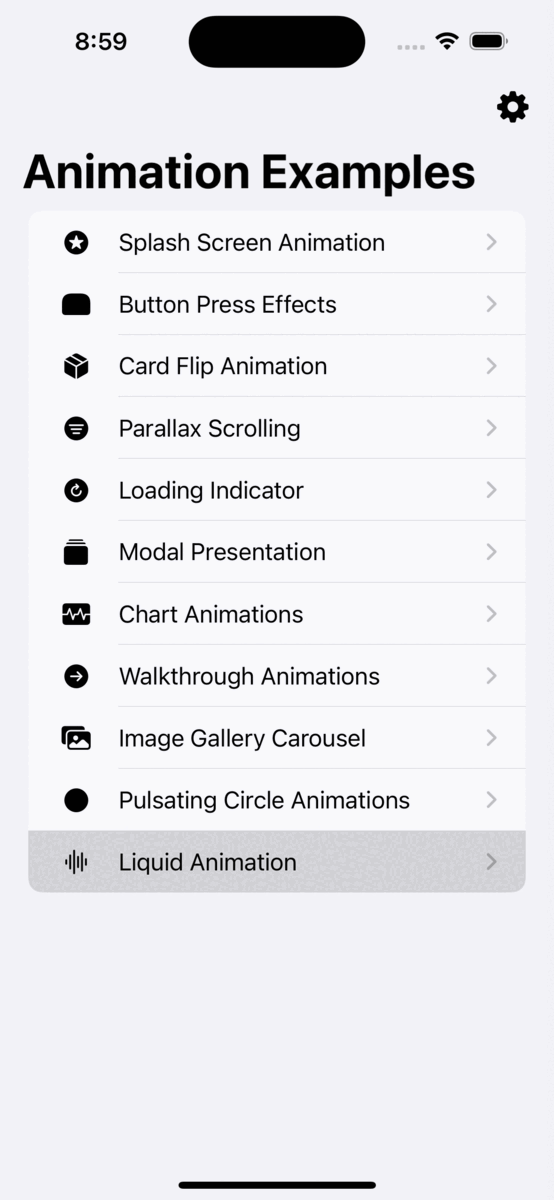 8:59
Animation Examples
Splash Screen Animation
Button Press Effects
Card Flip Animation
Parallax Scrolling
Loading Indicator
Modal Presentation
Chart Animations
Walkthrough Animations
Image Gallery Carousel
Pulsating Circle Animations
Liquid Animation